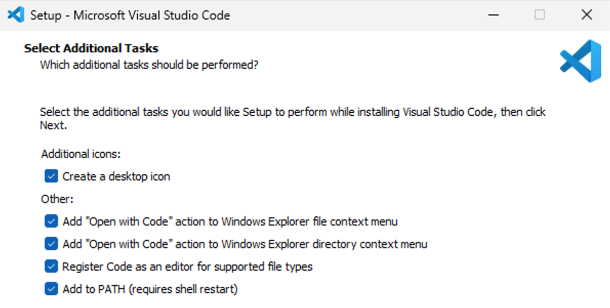 Setup - Microsoft Visual Studio Code
Select Additional Tasks
Which additional tasks should be performed?
Select the additional tasks you would like Setup to perform while installing Visual Studio Code, then click
Next.
Additional icons:
Create a desktop icon
Other:
Add "Open with Code" action to Windows Explorer file context menu
Add "Open with Code" action to Windows Explorer directory context menu
Register Code as an editor for supported file types
Add to PATH (requires shell restart)